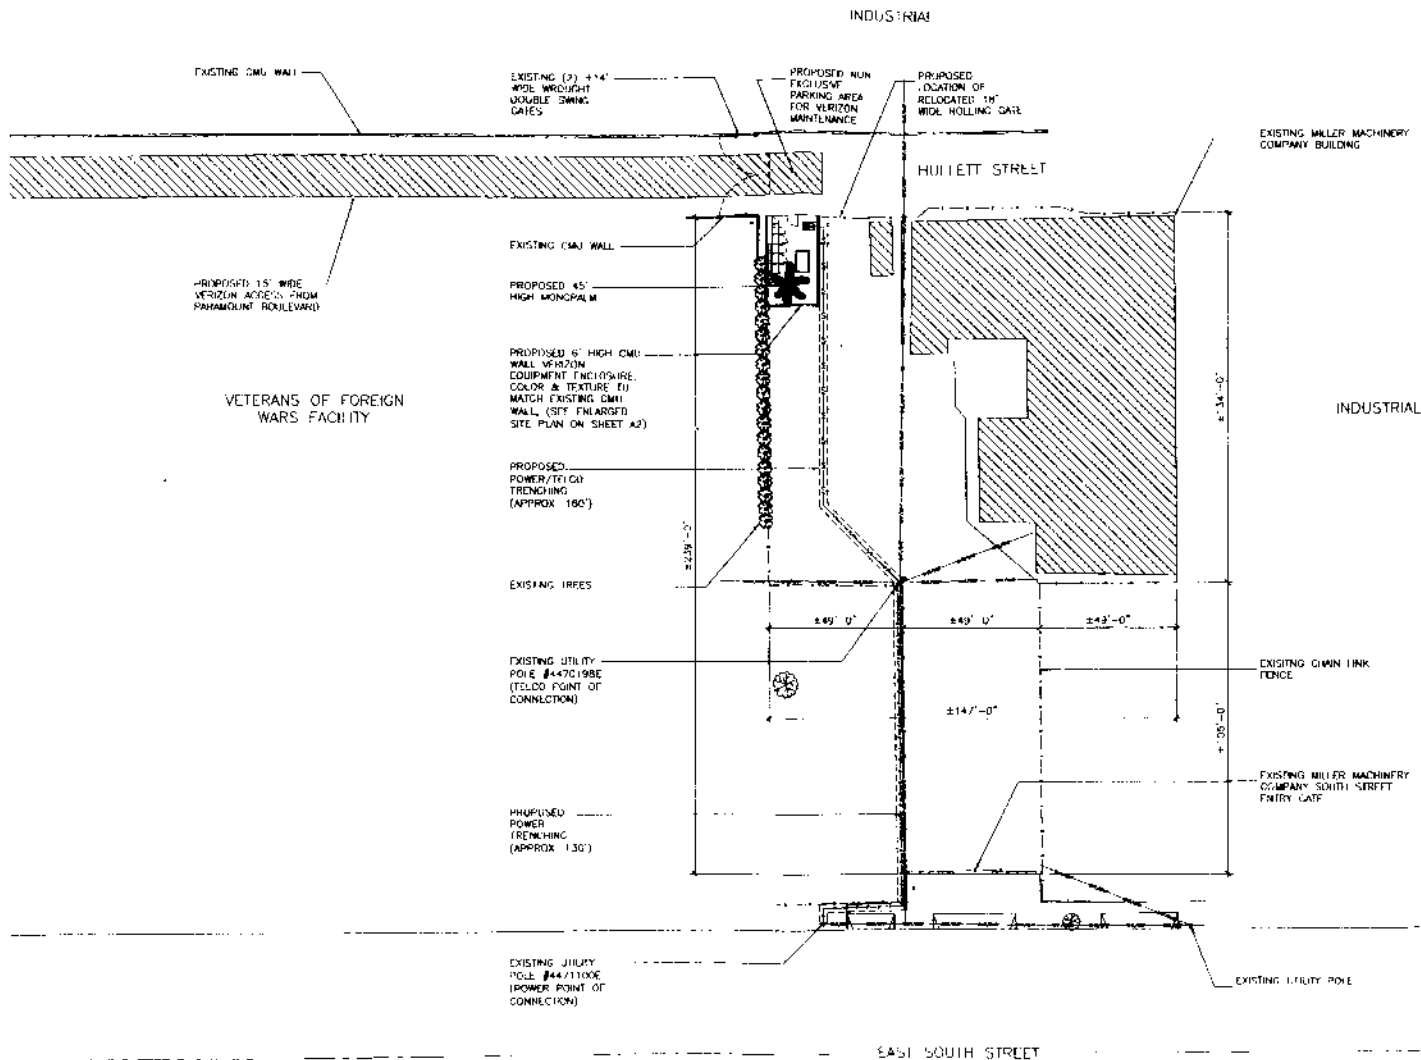 INDUSTRIAL
EXISTING CMU WALL
EXISTING (2) +14'
WIDE WROUGHT
DOUBLE SWING
GATES
PROPOSED NON
EXCLUSIVE
PARKING AREA
FOR VERIZON
MAINTENANCE
PROPOSED
LOCATION OF
RELOCATED 18'
WIDE ROLLING GATE
EXISTING MILLER MACHINERY
COMPANY BUILDING
HULLETT STREET
EXISTING CMU WALL
PROPOSED 15' WIDE
VERIZON ACCESS FROM
PARAMOUNT BOULEVARD
PROPOSED 45'
HIGH MONOPALM
PROPOSED 6' HIGH CMU
WALL VERIZON
EQUIPMENT ENCLOSURE,
COLOR & TEXTURE TO
MATCH EXISTING CMU
WALL, (SEE ENLARGED
SITE PLAN ON SHEET A2)
VETERANS OF FOREIGN
WARS FACILITY
±134'-0"
INDUSTRIAL
PROPOSED
POWER/TELCO
TRENCHING
(APPROX 160')
±239'-0"
EXISTING TREES
±49'-0"
±49'-0"
±49'-0"
EXISTING UTILITY
POLE #4470198E
(TELCO POINT OF
CONNECTION)
EXISITNG CHAIN LINK
FENCE
±147'-0"
±105'-0"
EXISTING MILLER MACHINERY
COMPANY SOUTH STREET
ENTRY GATE
PROPOSED
POWER
TRENCHING
(APPROX 130')
EXISTING UTILITY
POLE #4471100E
(POWER POINT OF
CONNECTION)
EXISTING UTILITY POLE
EAST SOUTH STREET